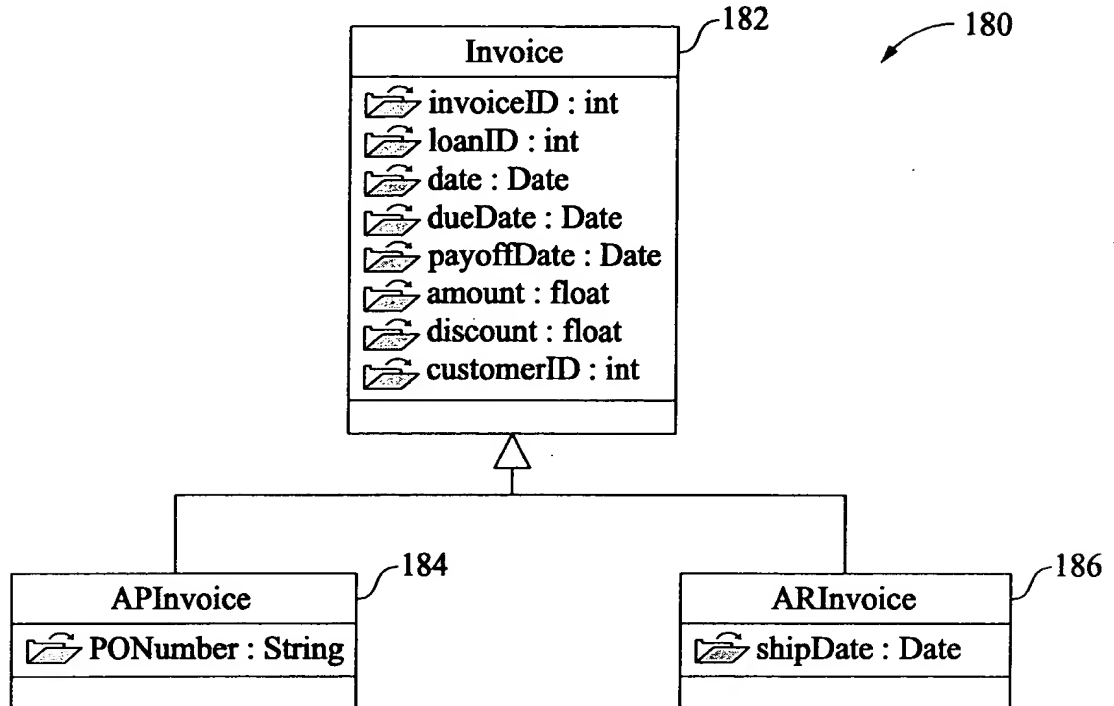 182
180
Invoice
invoiceID : int
loanID : int
date : Date
dueDate : Date
payoffDate : Date
amount : float
discount : float
customerID : int
184
APInvoice
PONumber : String
186
ARInvoice
shipDate : Date